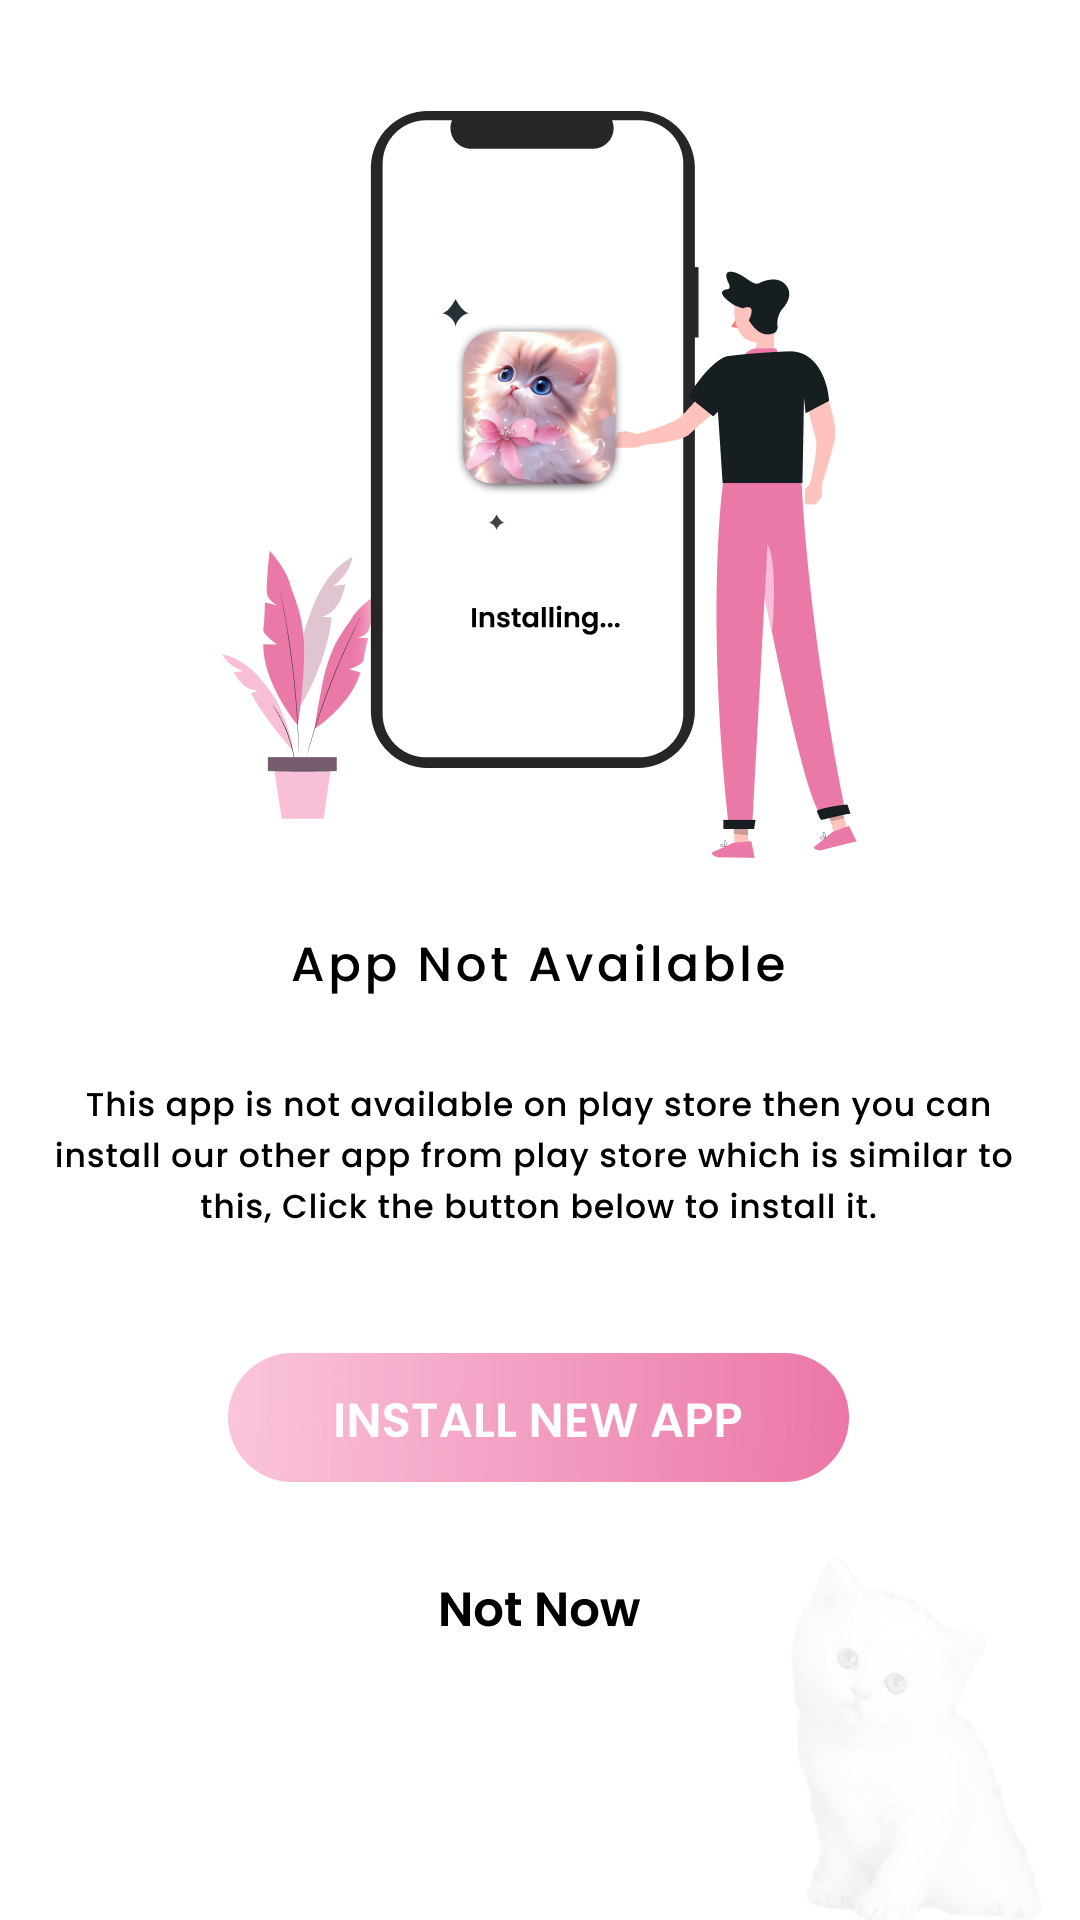 Installing...
App Not Available
This app is not available on play store then you can
install our other app from play store which is similar to
this, Click the button below to install it.
INSTALL NEW APP
Not Now